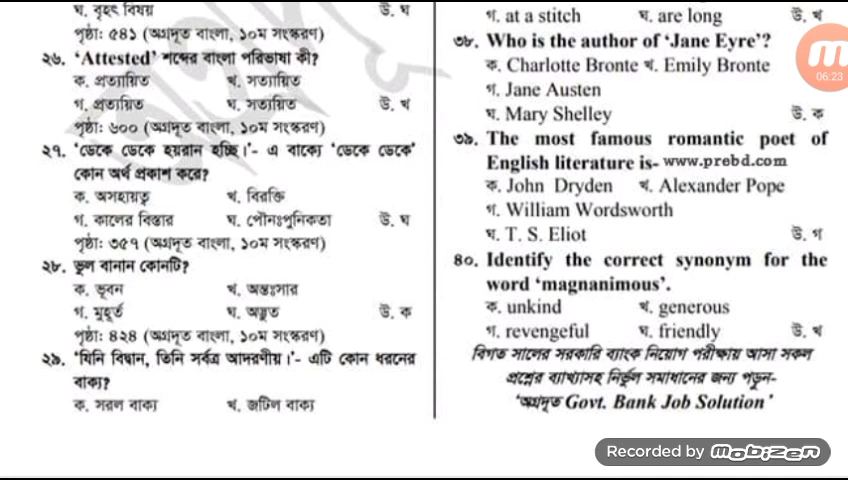 ঘ. বৃহৎ বিষয় উ. ঘ
পৃষ্ঠা: ৫৪১ (অগ্রদূত বাংলা, ১০ম সংস্করণ)
২৬. ‘Attested’ শব্দের বাংলা পরিভাষা কী?
ক. প্রত্যায়িত খ. সত্যায়িত
গ. প্রত্যয়িত ঘ. সত্যয়িত উ. খ
পৃষ্ঠা: ৬০০ (অগ্রদূত বাংলা, ১০ম সংস্করণ)
২৭. ‘ডেকে ডেকে হয়রান হচ্ছি।’- এ বাক্যে ‘ডেকে ডেকে’
কোন অর্থ প্রকাশ করে?
ক. অসহায়ত্ব খ. বিরক্তি
গ. কালের বিস্তার ঘ. পৌনঃপুনিকতা উ. ঘ
পৃষ্ঠা: ৩৫৭ (অগ্রদূত বাংলা, ১০ম সংস্করণ)
২৮. ভুল বানান কোনটি?
ক. ভূবন খ. অন্তঃসার
গ. মুহূর্ত ঘ. অদ্ভুত উ. ক
পৃষ্ঠা: ৪২৪ (অগ্রদূত বাংলা, ১০ম সংস্করণ)
২৯. ‘যিনি বিদ্বান, তিনি সর্বত্র আদরণীয়।’- এটি কোন ধরনের
বাক্য?
ক. সরল বাক্য খ. জটিল বাক্য
গ. at a stitch ঘ. are long উ. খ
৩৮. Who is the author of ‘Jane Eyre’?
ক. Charlotte Bronte খ. Emily Bronte
গ. Jane Austen
ঘ. Mary Shelley উ. ক
৩৯. The most famous romantic poet of
English literature is- www.prebd.com
ক. John Dryden খ. Alexander Pope
গ. William Wordsworth
ঘ. T. S. Eliot উ. গ
৪০. Identify the correct synonym for the
word ‘magnanimous’.
ক. unkind খ. generous
গ. revengeful ঘ. friendly উ. খ
বিগত সালের সরকারি ব্যাংক নিয়োগ পরীক্ষায় আসা সকল
প্রশ্নের ব্যাখ্যাসহ নির্ভুল সমাধানের জন্য পড়ুন-
‘অগ্রদূত Govt. Bank Job Solution’
06:23
Recorded by Mobizen